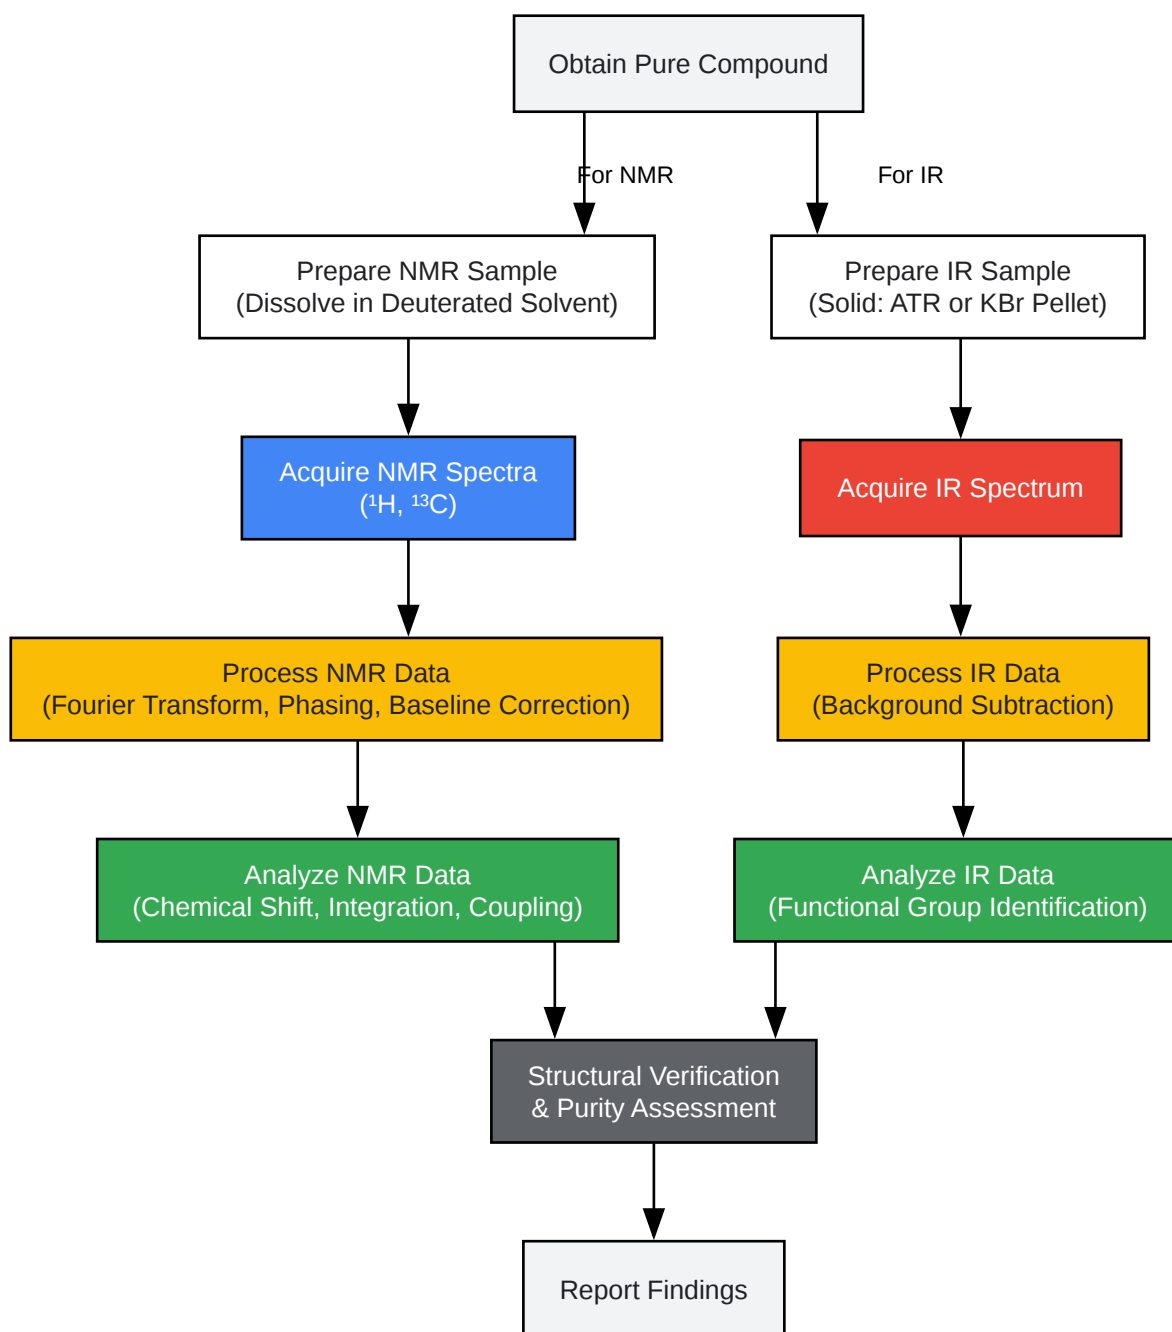 Obtain Pure Compound
For NMR
For IR
Prepare NMR Sample
(Dissolve in Deuterated Solvent)
Prepare IR Sample
(Solid: ATR or KBr Pellet)
Acquire NMR Spectra
(¹H, ¹³C)
Acquire IR Spectrum
Process NMR Data
(Fourier Transform, Phasing, Baseline Correction)
Process IR Data
(Background Subtraction)
Analyze NMR Data
(Chemical Shift, Integration, Coupling)
Analyze IR Data
(Functional Group Identification)
Structural Verification
& Purity Assessment
Report Findings